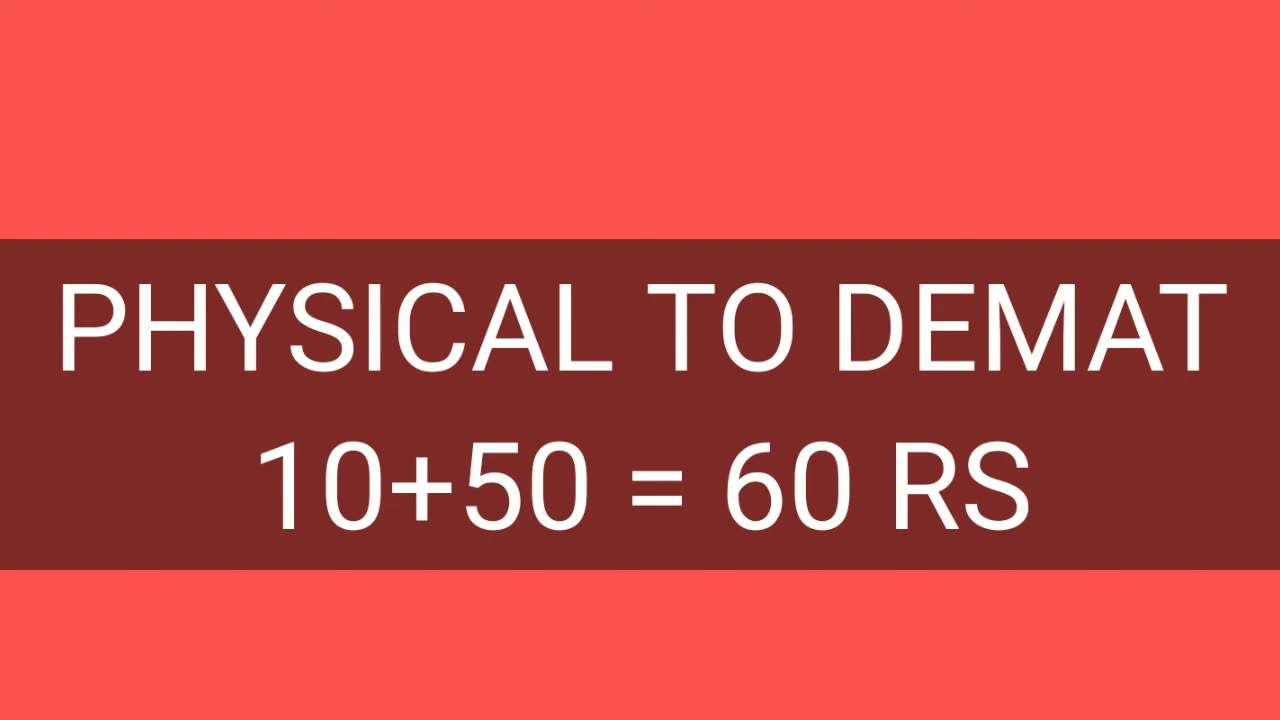 PHYSICAL TO DEMAT
10+50 = 60 RS